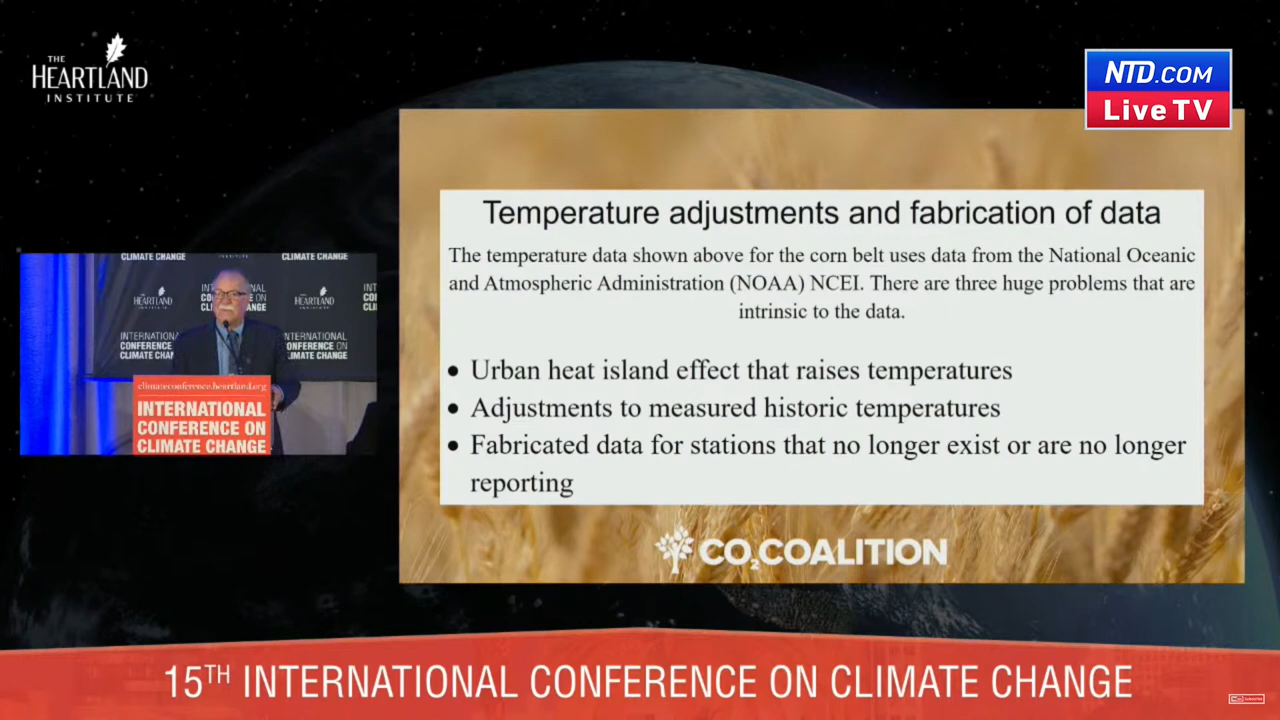 THE
HEARTLAND
INSTITUTE
NTD.COM
Live TV
Temperature adjustments and fabrication of data
The temperature data shown above for the corn belt uses data from the National Oceanic
and Atmospheric Administration (NOAA) NCEI. There are three huge problems that are
intrinsic to the data.
• Urban heat island effect that raises temperatures
• Adjustments to measured historic temperatures
• Fabricated data for stations that no longer exist or are no longer
reporting
CO₂COALITION
CLIMATE CHANGE
CLIMATE CHANGE
HEARTLAND
HEARTLAND
INTERNATIONAL
CONFERENCE
CLIMATE
INTERNATIONAL
CONFERENCE ON
CLIMATE CHANGE
climateconference.heartland.org
INTERNATIONAL
CONFERENCE ON
CLIMATE CHANGE
15TH INTERNATIONAL CONFERENCE ON CLIMATE CHANGE